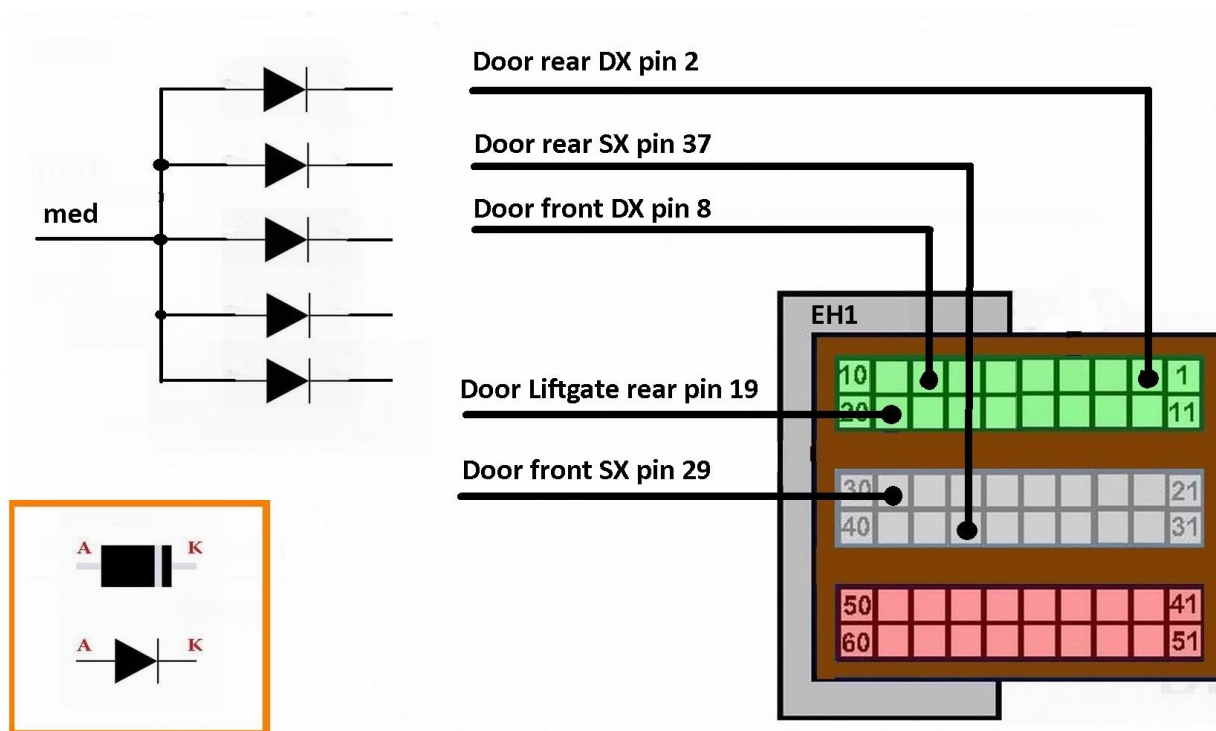 Door rear DX pin 2
Door rear SX pin 37
med
Door front DX pin 8
EH1
10 1
20 11
Door Liftgate rear pin 19
Door front SX pin 29
30 21
40 31
A K
50 41
60 51
A K